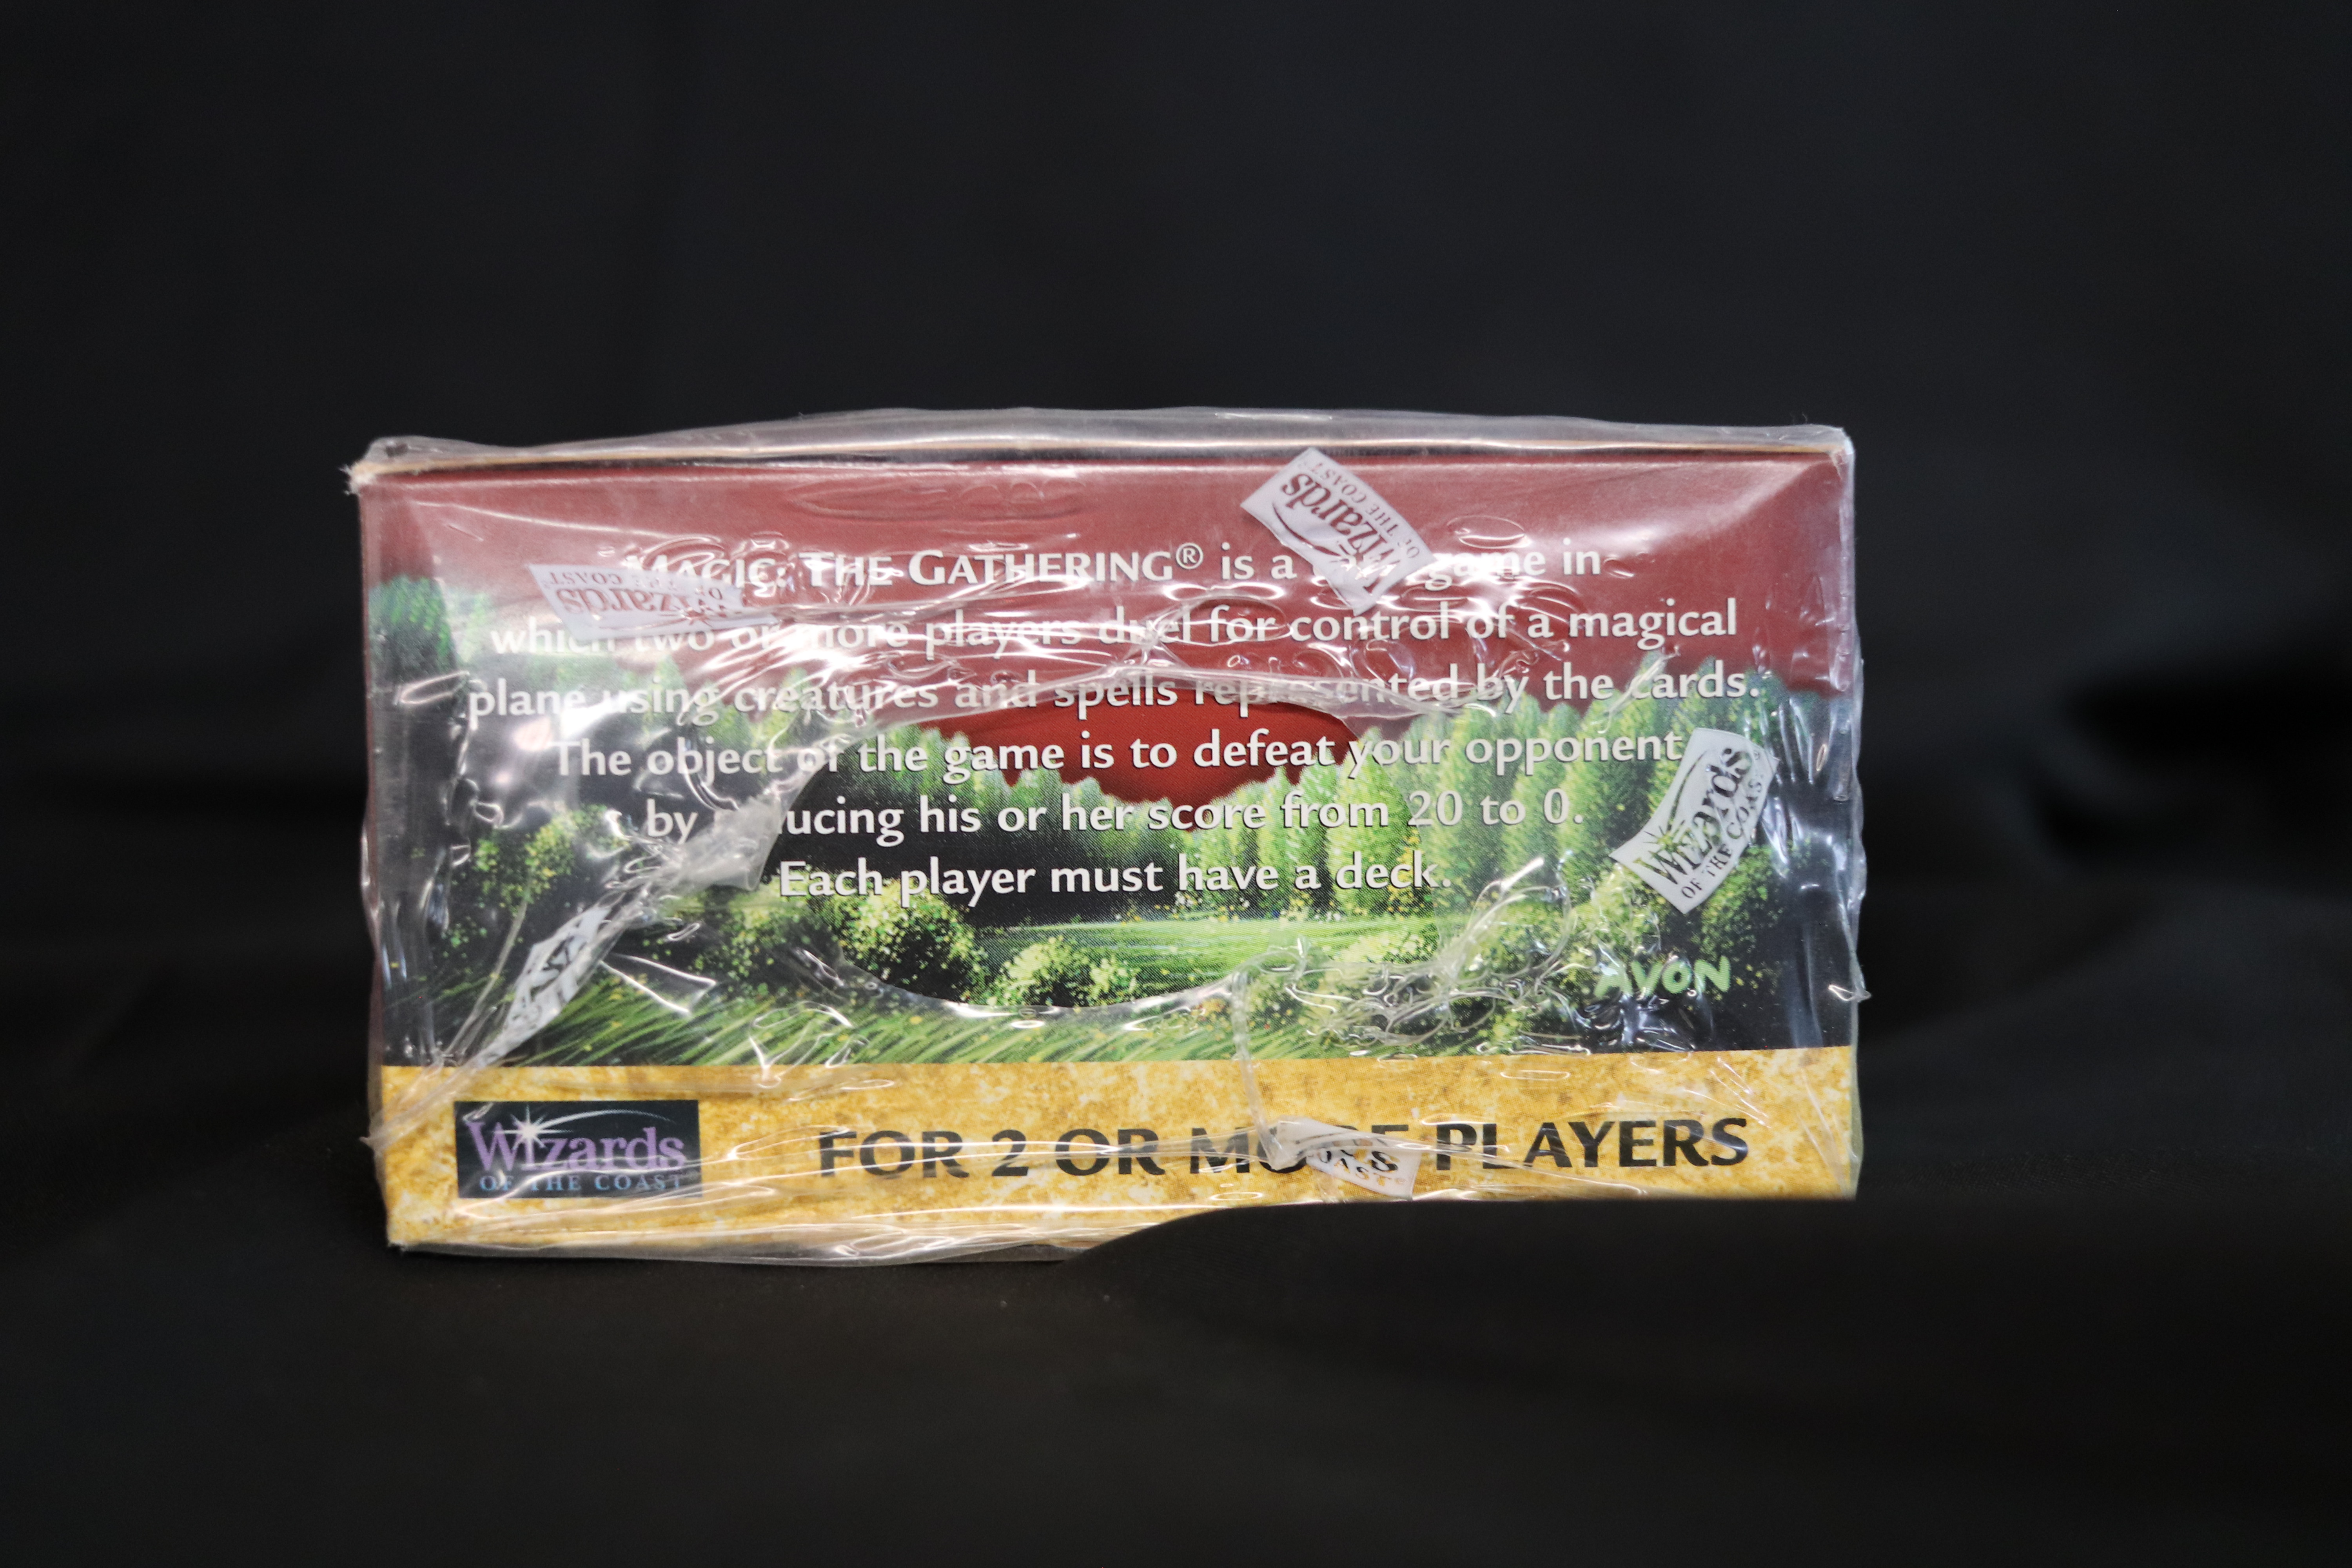 MAGIC: THE GATHERING® is a game in
which two or more players duel for control of a magical
plane using creatures and spells represented by the cards.
The object of the game is to defeat your opponent
by reducing his or her score from 20 to 0.
Each player must have a deck.
AVON
Wizards
OF THE COAST
FOR 2 OR MORE PLAYERS
Wizards
OF THE COAST
Wizards
OF THE COAST
Wizards
OF THE COAST